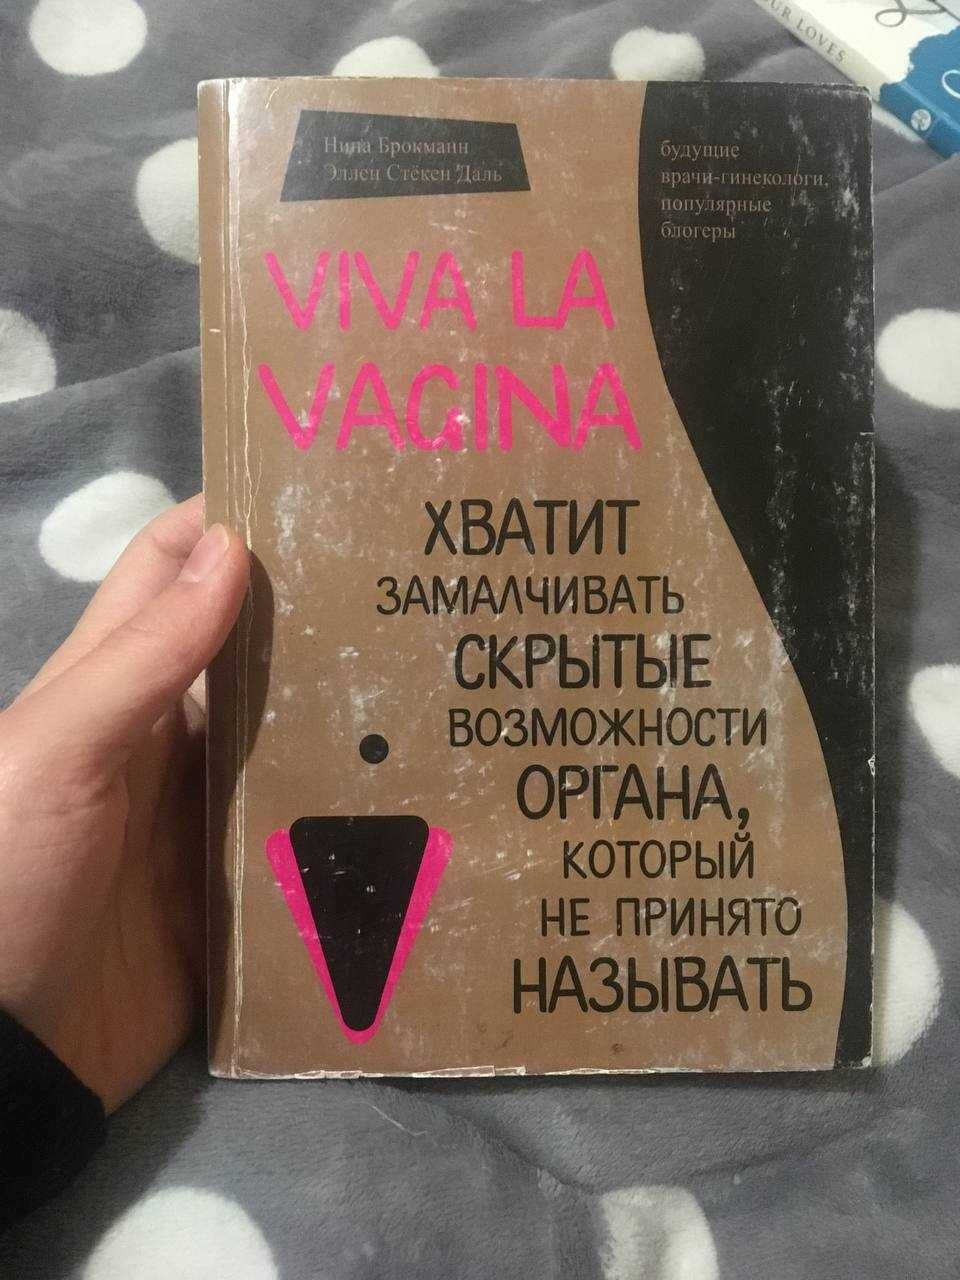 Нина Брокманн
Эллен Стёкен Даль
будущие
врачи-гинекологи,
популярные
блогеры
VIVA LA
VAGINA
ХВАТИТ
ЗАМАЛЧИВАТЬ
СКРЫТЫЕ
ВОЗМОЖНОСТИ
ОРГАНА,
КОТОРЫЙ
НЕ ПРИНЯТО
НАЗЫВАТЬ
LOVES